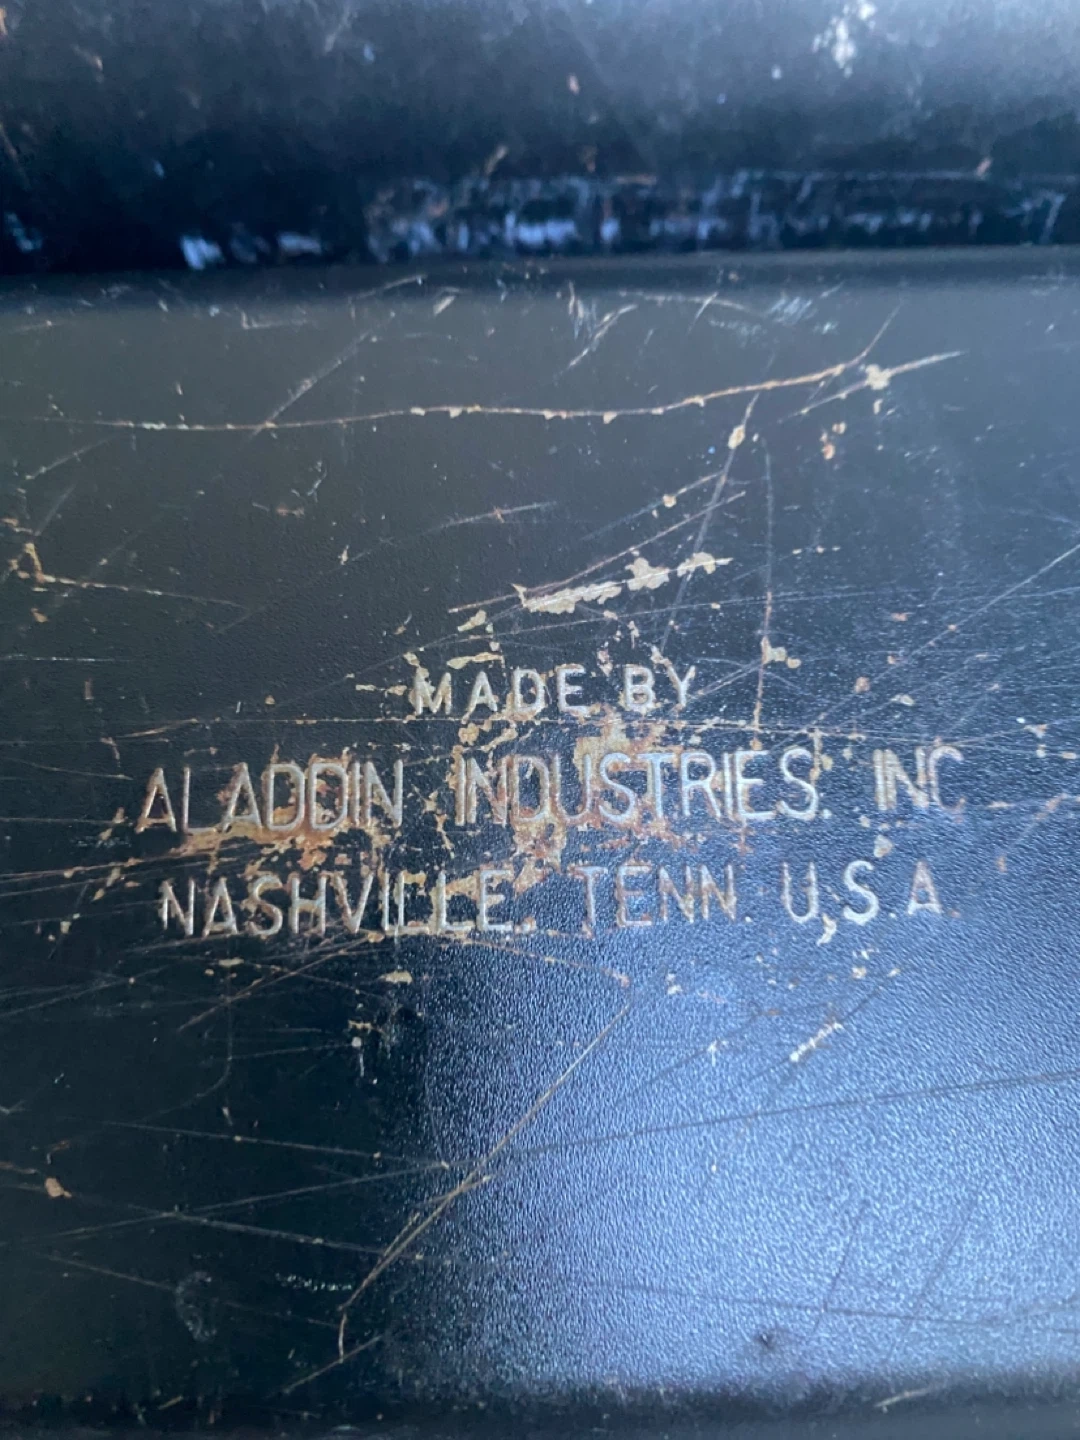 MADE BY
ALADDIN INDUSTRIES, INC.
NASHVILLE, TENN. U.S.A.